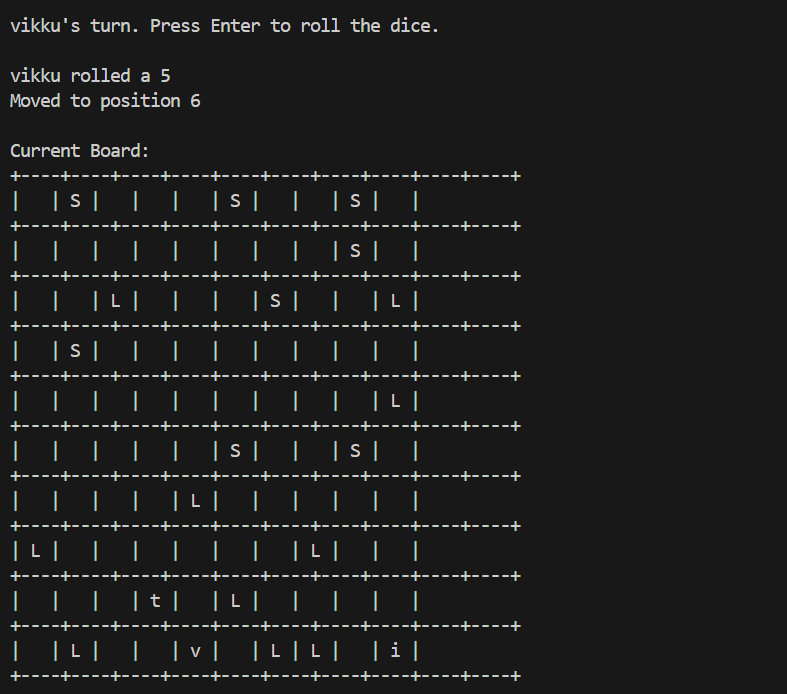 vikku's turn. Press Enter to roll the dice.
vikku rolled a 5
Moved to position 6
Current Board:
+----+----+----+----+----+----+----+----+----+----+
|   | S |   |   |   | S |   |   | S |   |
+----+----+----+----+----+----+----+----+----+----+
|   |   |   |   |   |   |   |   | S |   |
+----+----+----+----+----+----+----+----+----+----+
|   |   | L |   |   |   | S |   |   | L |
+----+----+----+----+----+----+----+----+----+----+
|   | S |   |   |   |   |   |   |   |   |
+----+----+----+----+----+----+----+----+----+----+
|   |   |   |   |   |   |   |   |   | L |
+----+----+----+----+----+----+----+----+----+----+
|   |   |   |   |   | S |   |   | S |   |
+----+----+----+----+----+----+----+----+----+----+
|   |   |   |   | L |   |   |   |   |   |
+----+----+----+----+----+----+----+----+----+----+
| L |   |   |   |   |   |   | L |   |   |
+----+----+----+----+----+----+----+----+----+----+
|   |   |   | t |   | L |   |   |   |   |
+----+----+----+----+----+----+----+----+----+----+
|   | L |   |   | v |   | L | L |   | i |
+----+----+----+----+----+----+----+----+----+----+